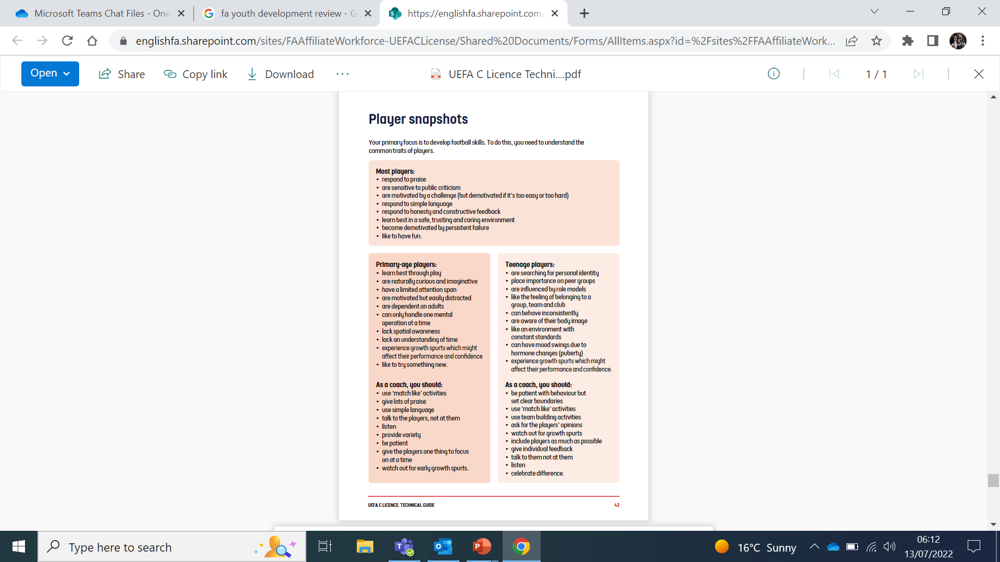 Microsoft Teams Chat Files - One
fa youth development review - G
https://englishfa.sharepoint.com/
englishfa.sharepoint.com/sites/FAAffiliateWorkforce-UEFACLicense/Shared%20Documents/Forms/AllItems.aspx?id=%2Fsites%2FFAAffiliateWork...
Open
Share
Copy link
Download
...
UEFA C Licence Techni....pdf
1 / 1
Player snapshots
Your primary focus is to develop football skills. To do this, you need to understand the
common traits of players.
Most players:
• respond to praise
• are sensitive to public criticism
• are motivated by a challenge (but demotivated if it's too easy or too hard)
• respond to simple language
• respond to honesty and constructive feedback
• learn best in a safe, trusting and caring environment
• become demotivated by persistent failure
• like to have fun.
Primary-age players:
• learn best through play
• are naturally curious and imaginative
• have a limited attention span
• are motivated but easily distracted
• are dependent on adults
• can only handle one mental
operation at a time
• lack spatial awareness
• lack an understanding of time
• experience growth spurts which might
affect their performance and confidence
• like to try something new.
As a coach, you should:
• use 'match like' activities
• give lots of praise
• use simple language
• talk to the players, not at them
• listen
• provide variety
• be patient
• give the players one thing to focus
on at a time
• watch out for early growth spurts.
Teenage players:
• are searching for personal identity
• place importance on peer groups
• are influenced by role models
• like the feeling of belonging to a
group, team and club
• can behave inconsistently
• are aware of their body image
• like an environment with
constant standards
• can have mood swings due to
hormone changes (puberty)
• experience growth spurts which might
affect their performance and confidence.
As a coach, you should:
• be patient with behaviour but
set clear boundaries
• use 'match like' activities
• use team building activities
• ask for the players' opinions
• watch out for growth spurts
• include players as much as possible
• give individual feedback
• talk to them not at them
• listen
• celebrate difference.
UEFA C LICENCE: TECHNICAL GUIDE
42
Type here to search
16°C Sunny
06:12
13/07/2022